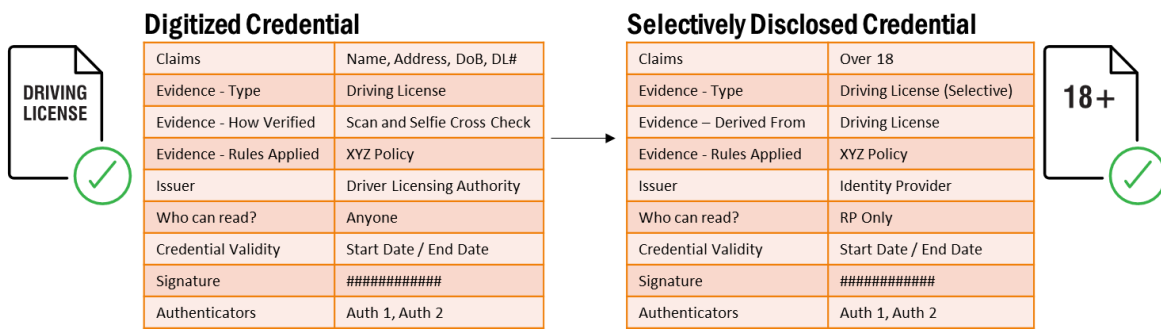 Digitized Credential
DRIVING
LICENSE
Claims Name, Address, DoB, DL#
Evidence - Type Driving License
Evidence - How Verified Scan and Selfie Cross Check
Evidence - Rules Applied XYZ Policy
Issuer Driver Licensing Authority
Who can read? Anyone
Credential Validity Start Date / End Date
Signature ############
Authenticators Auth 1, Auth 2
Selectively Disclosed Credential
Claims Over 18
Evidence - Type Driving License (Selective)
Evidence – Derived From Driving License
Evidence - Rules Applied XYZ Policy
Issuer Identity Provider
Who can read? RP Only
Credential Validity Start Date / End Date
Signature ############
Authenticators Auth 1, Auth 2
18+